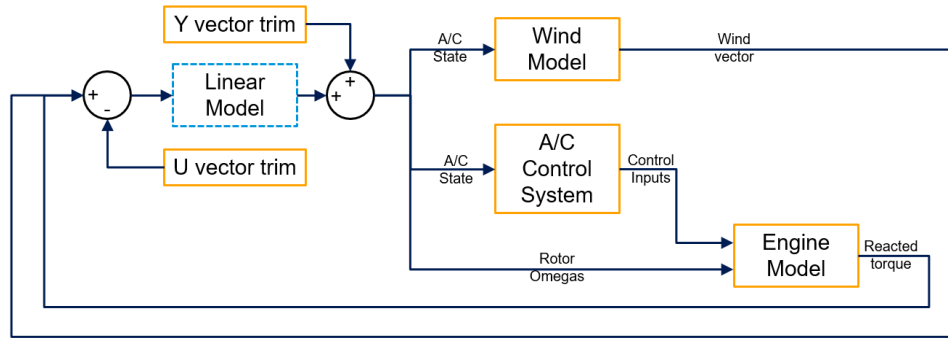 Y vector trim
A/C
State
Wind
Model
Wind
vector
+
-
Linear
Model
+
+
U vector trim
A/C
State
A/C
Control
System
Control
Inputs
Rotor
Omegas
Engine
Model
Reacted
torque